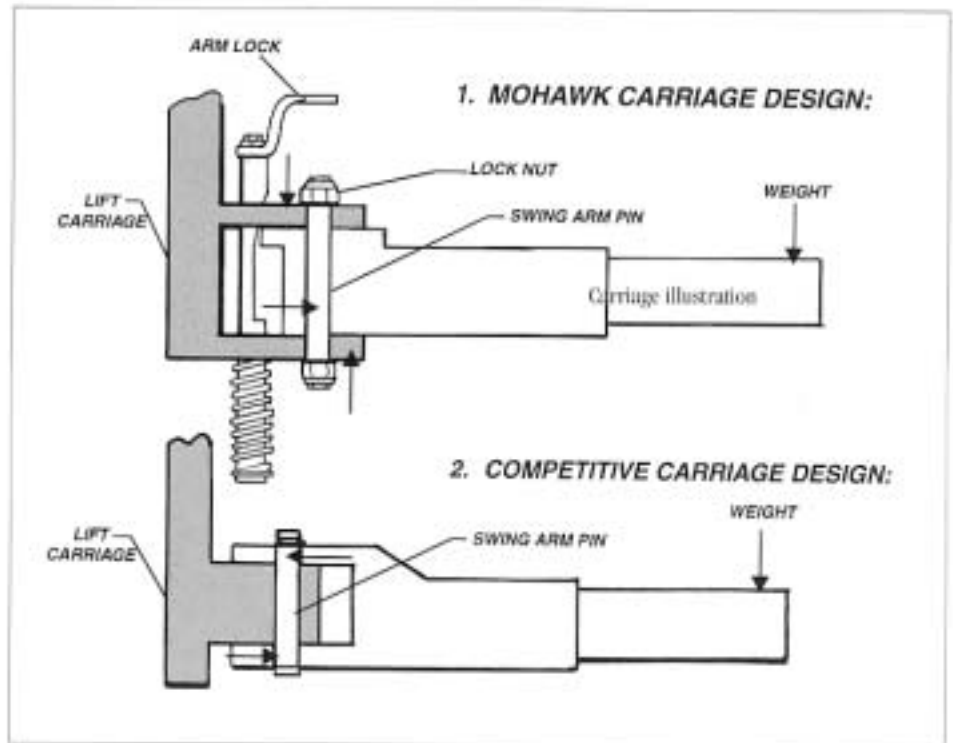 ARM LOCK
1. MOHAWK CARRIAGE DESIGN:
LOCK NUT
WEIGHT
LIFT
CARRIAGE
SWING ARM PIN
Carriage illustration
2. COMPETITIVE CARRIAGE DESIGN:
WEIGHT
LIFT
CARRIAGE
SWING ARM PIN